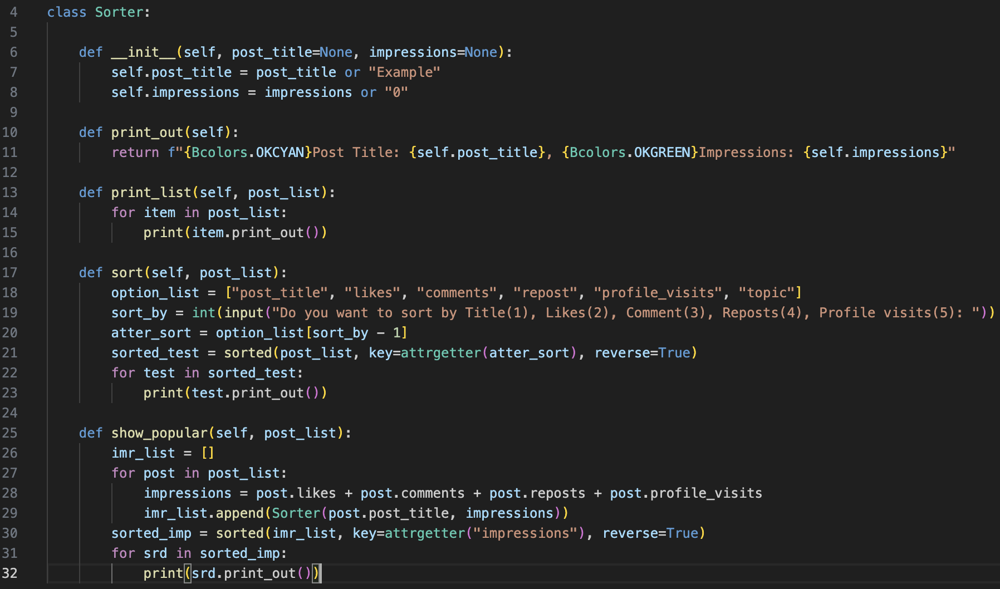 4 class Sorter:
5
6 def __init__(self, post_title=None, impressions=None):
7 self.post_title = post_title or "Example"
8 self.impressions = impressions or "0"
9
10 def print_out(self):
11 return f"{Bcolors.OKCYAN}Post Title: {self.post_title}, {Bcolors.OKGREEN}Impressions: {self.impressions}"
12
13 def print_list(self, post_list):
14 for item in post_list:
15 print(item.print_out())
16
17 def sort(self, post_list):
18 option_list = ["post_title", "likes", "comments", "repost", "profile_visits", "topic"]
19 sort_by = int(input("Do you want to sort by Title(1), Likes(2), Comment(3), Reposts(4), Profile visits(5): "))
20 atter_sort = option_list[sort_by - 1]
21 sorted_test = sorted(post_list, key=attrgetter(atter_sort), reverse=True)
22 for test in sorted_test:
23 print(test.print_out())
24
25 def show_popular(self, post_list):
26 imr_list = []
27 for post in post_list:
28 impressions = post.likes + post.comments + post.reposts + post.profile_visits
29 imr_list.append(Sorter(post.post_title, impressions))
30 sorted_imp = sorted(imr_list, key=attrgetter("impressions"), reverse=True)
31 for srd in sorted_imp:
32 print(srd.print_out())